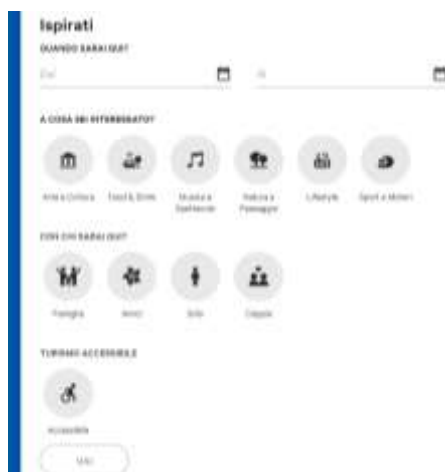 Ispirati
QUANDO SARAI QUI?
Dal Al
A COSA SEI INTERESSATO?
Arte e Cultura Food & Drink Musica e Spettacolo Natura e Paesaggio Lifestyle Sport e Motori
CON CHI SARAI QUI?
Famiglia Amici Solo Coppia
TURISMO ACCESSIBILE
Accessibile
VAI